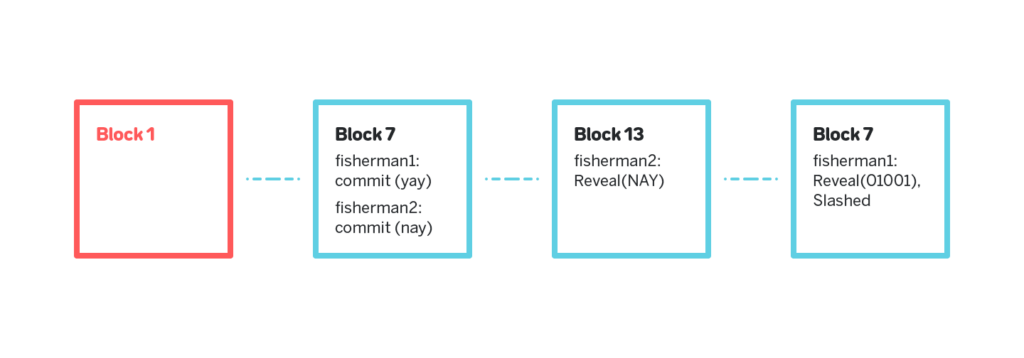 Block 1
Block 7
fisherman1:
commit (yay)
fisherman2:
commit (nay)
Block 13
fisherman2:
Reveal(NAY)
Block 7
fisherman1:
Reveal(01001),
Slashed